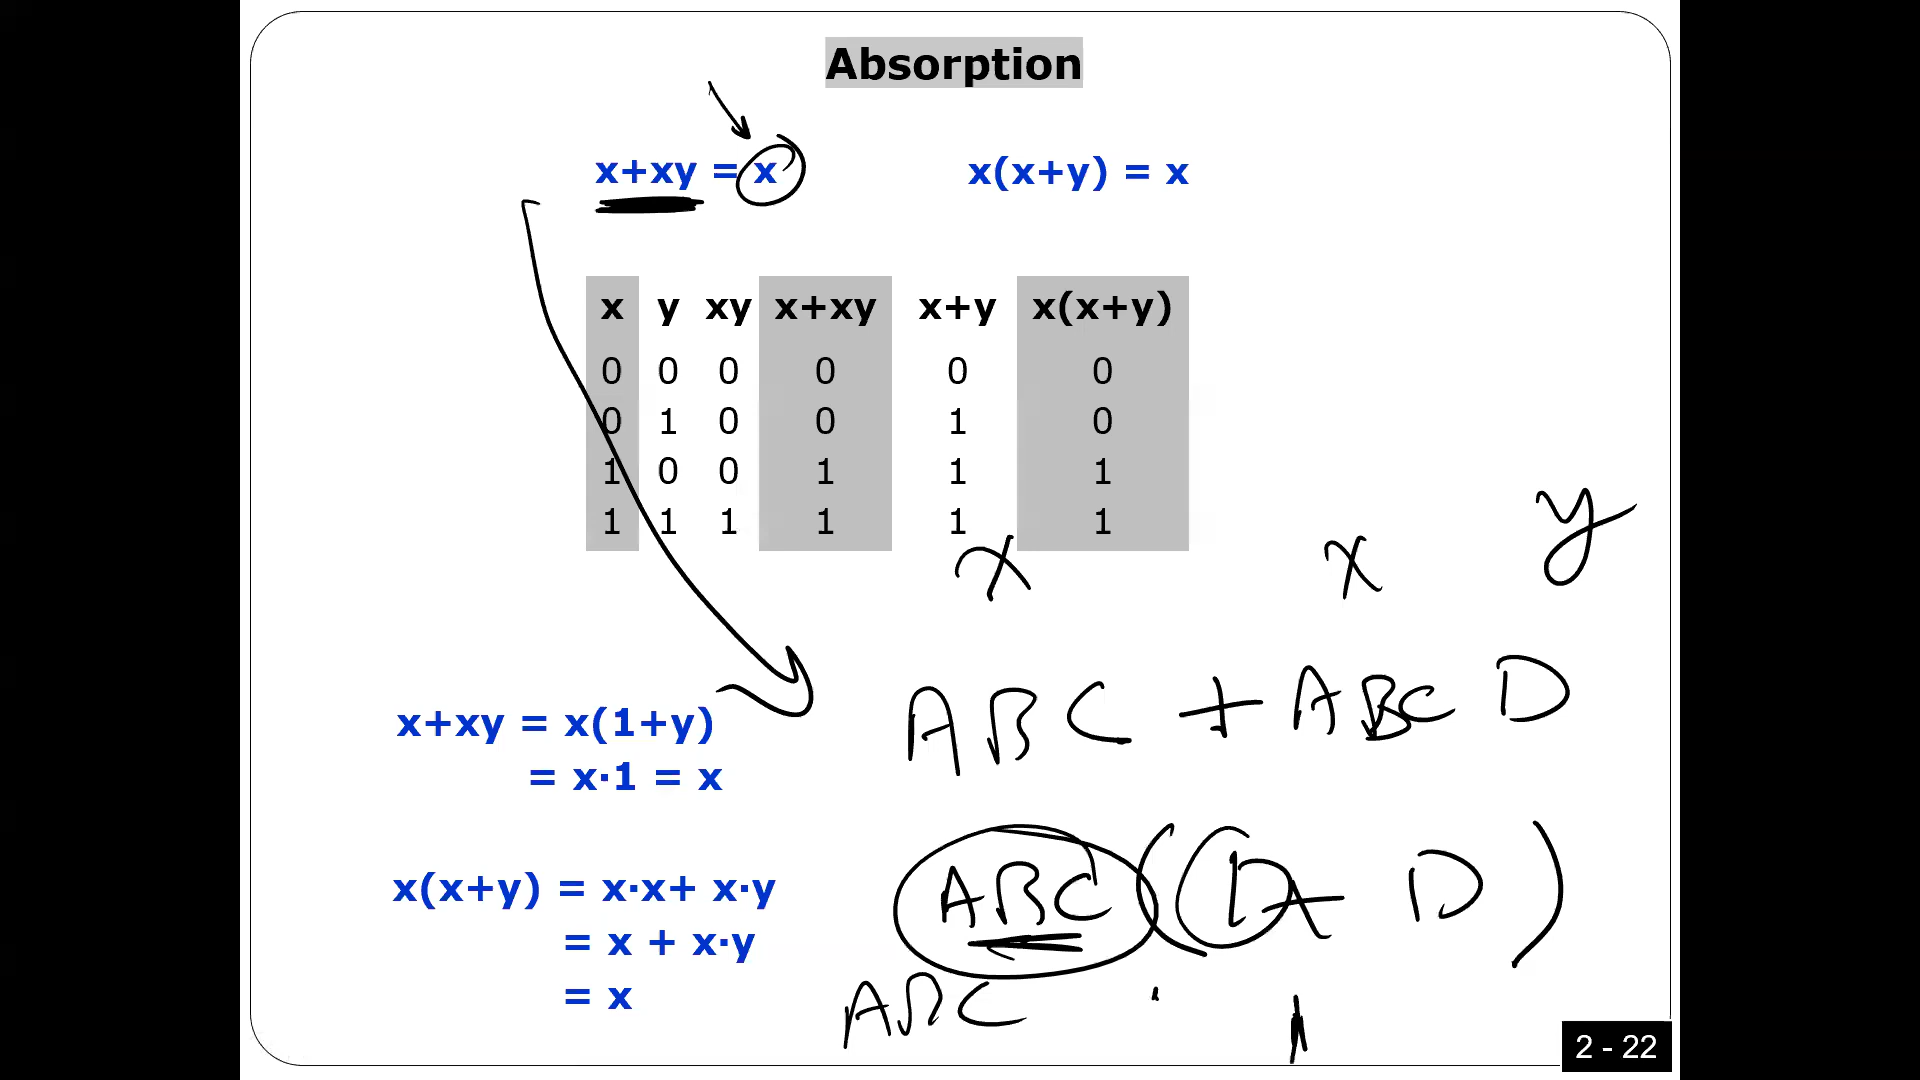 Absorption
x+xy = x x(x+y) = x
x y xy x+xy x+y x(x+y)
0 0 0 0 0 0
0 1 0 0 1 0
1 0 0 1 1 1
1 1 1 1 1 1
x x y
ABC + ABC D
x+xy = x(1+y)
= x·1 = x
x(x+y) = x·x+ x·y
= x + x·y
= x
ABC ( + D )
ABC · 1
2 - 22